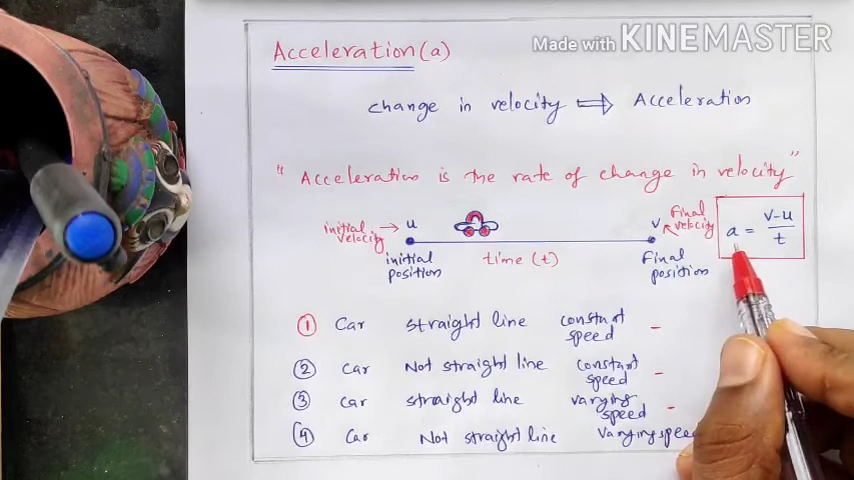 Acceleration (a)
Made with KINEMASTER
change in velocity ⟹ Acceleration
" Acceleration is the rate of change in velocity"
initial velocity → u
v ← Final velocity
a = v-u / t
initial position
time (t)
Final position
① Car straight line constant speed –
② Car Not straight line constant speed –
③ Car straight line varying speed –
④ Car Not straight line Varying speed